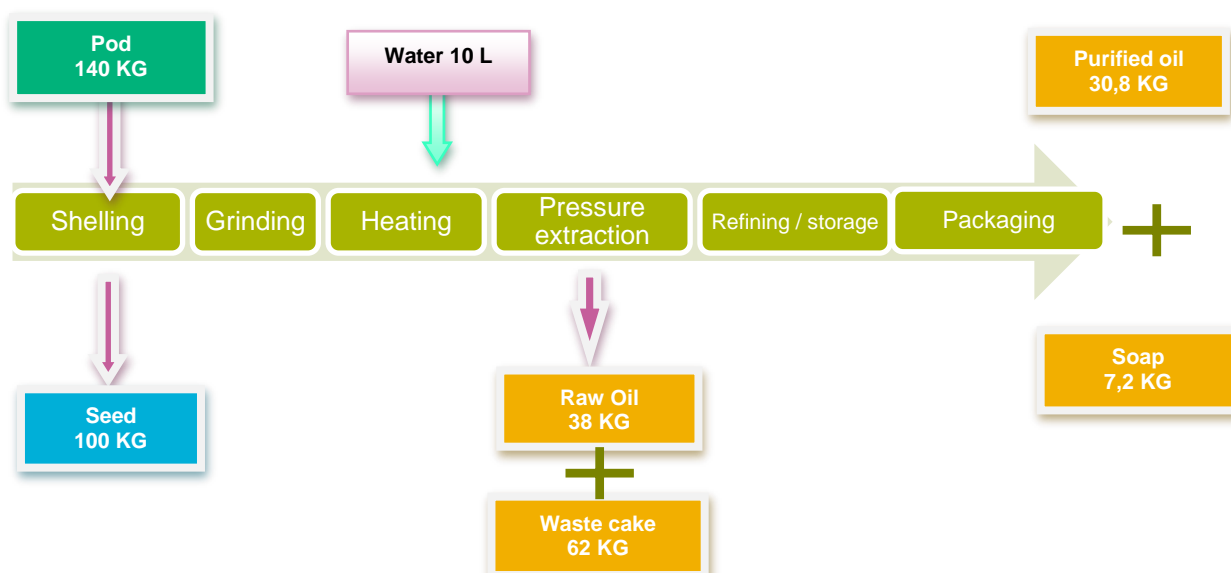 Pod
140 KG
Water 10 L
Purified oil
30,8 KG
Shelling
Grinding
Heating
Pressure
extraction
Refining / storage
Packaging
Seed
100 KG
Raw Oil
38 KG
Soap
7,2 KG
Waste cake
62 KG